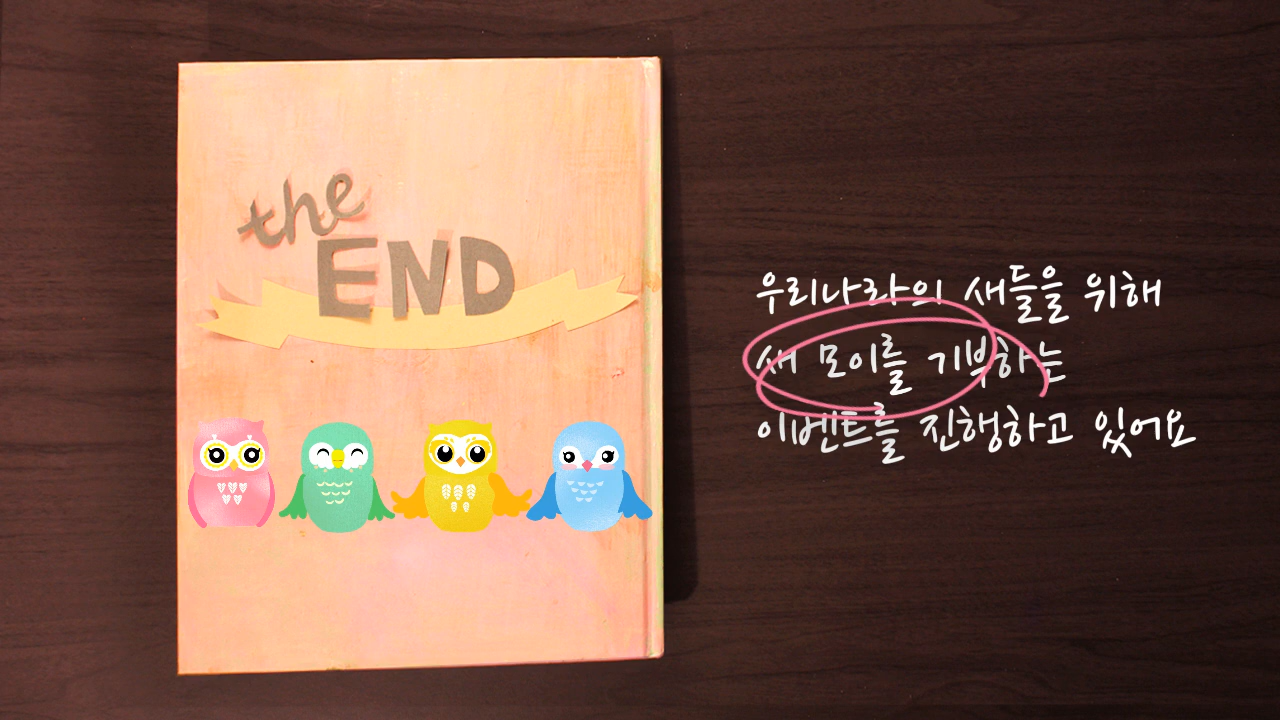 the
END
우리나라의 새들을 위해
새 모이를 기부하는
이벤트를 진행하고 있어요